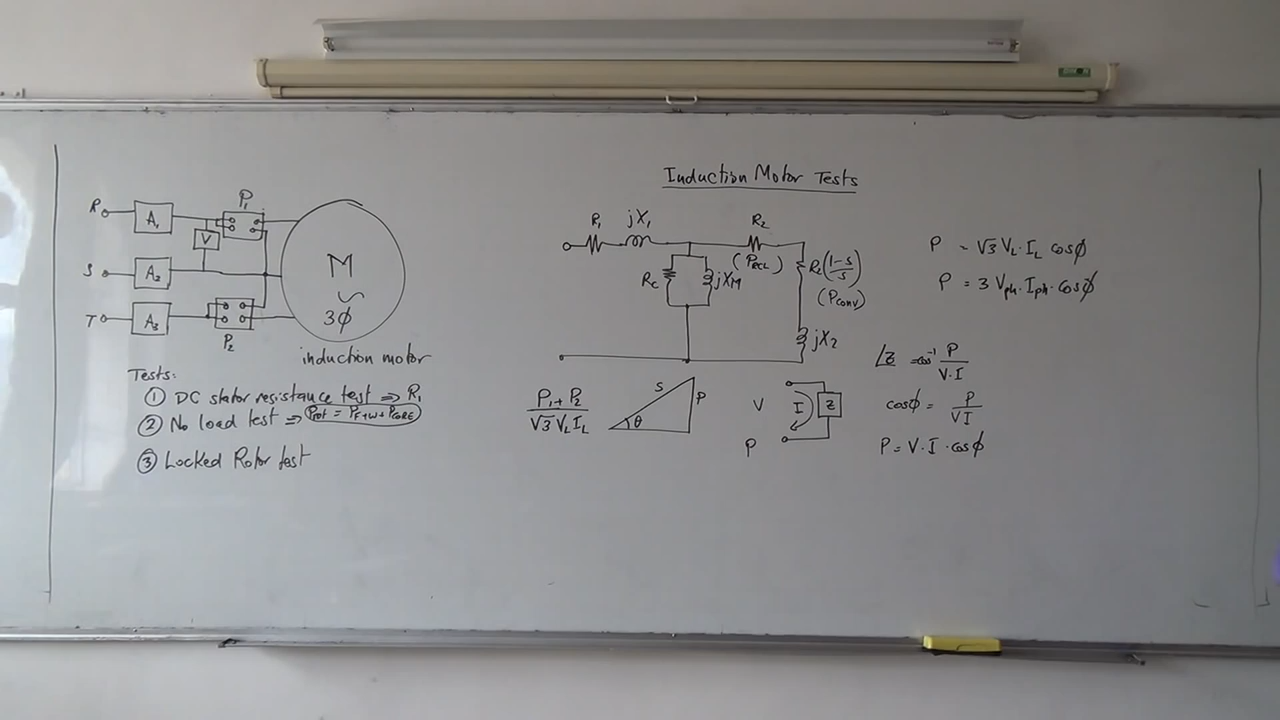 Induction Motor Tests
R
A₁
P₁
V
S
A₂
T
A₃
P₂
M
~
3ϕ
induction motor
Tests:
① DC stator resistance test ⇒ R₁
② No load test ⇒ Prot = PF+W + PCORE
③ Locked Rotor test
R₁
jX₁
R₂
(PRCL)
RC
jXM
R₂(1-s/s)
(Pconv)
jX₂
P = √3 VL·IL cosϕ
P = 3 Vph·Iph·cosϕ
P₁+P₂ / √3 VL IL
S
P
θ
V
I
Z
P
∠Z = cos⁻¹ P / V·I
cosϕ = P / VI
P = V·I·cosϕ